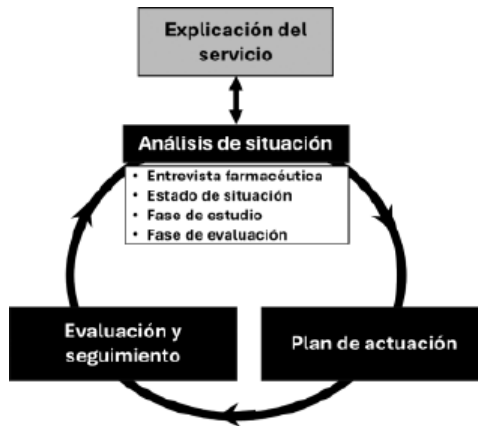 Explicación del
servicio
Análisis de situación
• Entrevista farmacéutica
• Estado de situación
• Fase de estudio
• Fase de evaluación
Evaluación y
seguimiento
Plan de actuación